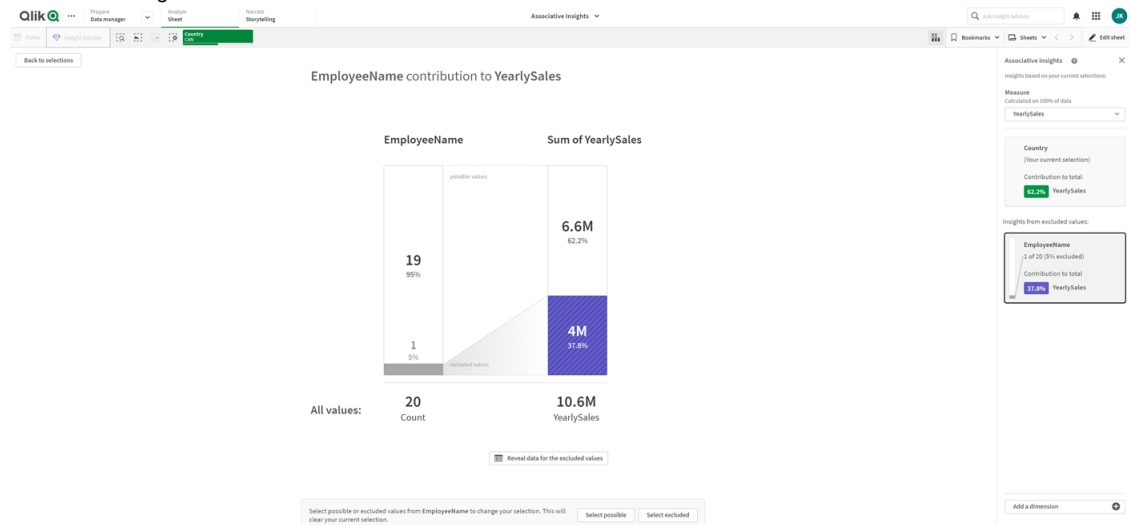 Qlik
Prepare
Data manager
Analyze
Sheet
Narrate
Storytelling
Associative Insights
Ask Insight Advisor
JK
Notes
Insight Advisor
Country
CAN
Bookmarks
Sheets
Edit sheet
Back to selections
EmployeeName contribution to YearlySales
EmployeeName
Sum of YearlySales
possible values
6.6M
62.2%
19
95%
4M
37.8%
1
5%
excluded values
All values:
20
Count
10.6M
YearlySales
Reveal data for the excluded values
Select possible or excluded values from EmployeeName to change your selection. This will
clear your current selection.
Select possible
Select excluded
Associative insights
Insights based on your current selections:
Measure
Calculated on 100% of data
YearlySales
Country
(Your current selection)
Contribution to total
62.2% YearlySales
Insights from excluded values:
EmployeeName
1 of 20 (5% excluded)
Contribution to total
37.8% YearlySales
Add a dimension